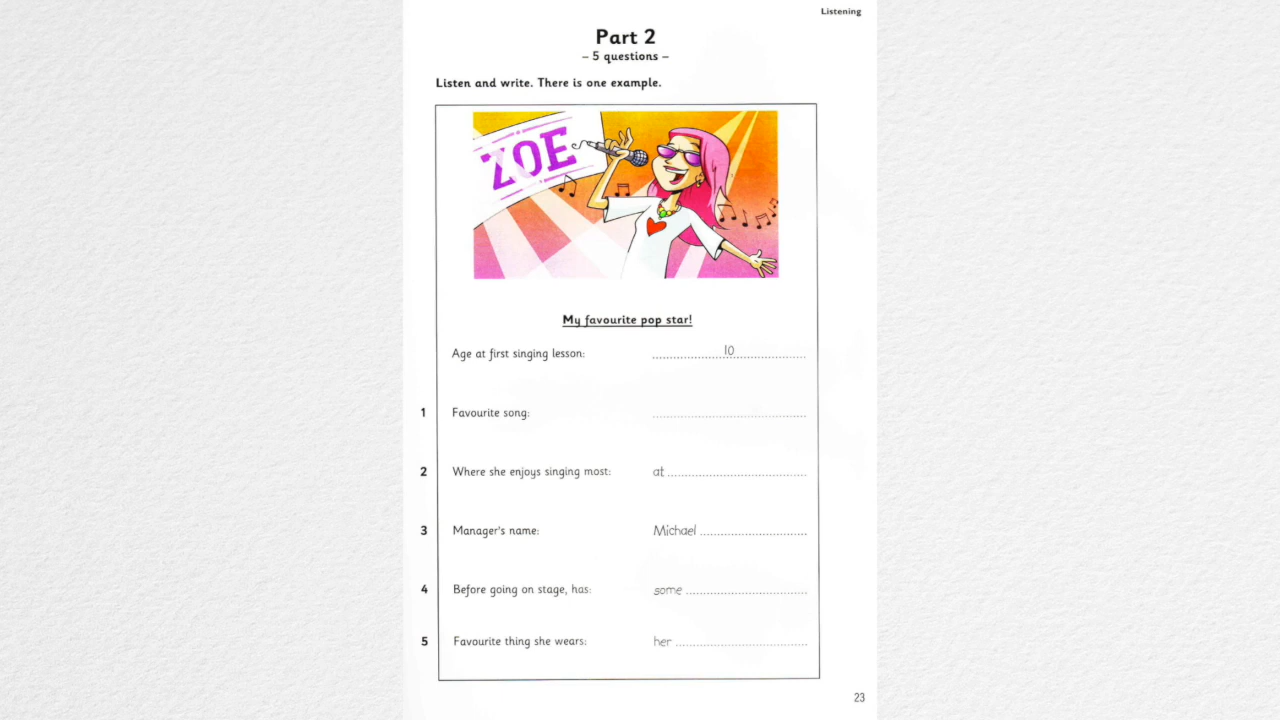 Listening
Part 2
– 5 questions –
Listen and write. There is one example.
ZOE
My favourite pop star!
Age at first singing lesson: 10
1 Favourite song:
2 Where she enjoys singing most: at
3 Manager's name: Michael
4 Before going on stage, has: some
5 Favourite thing she wears: her
23